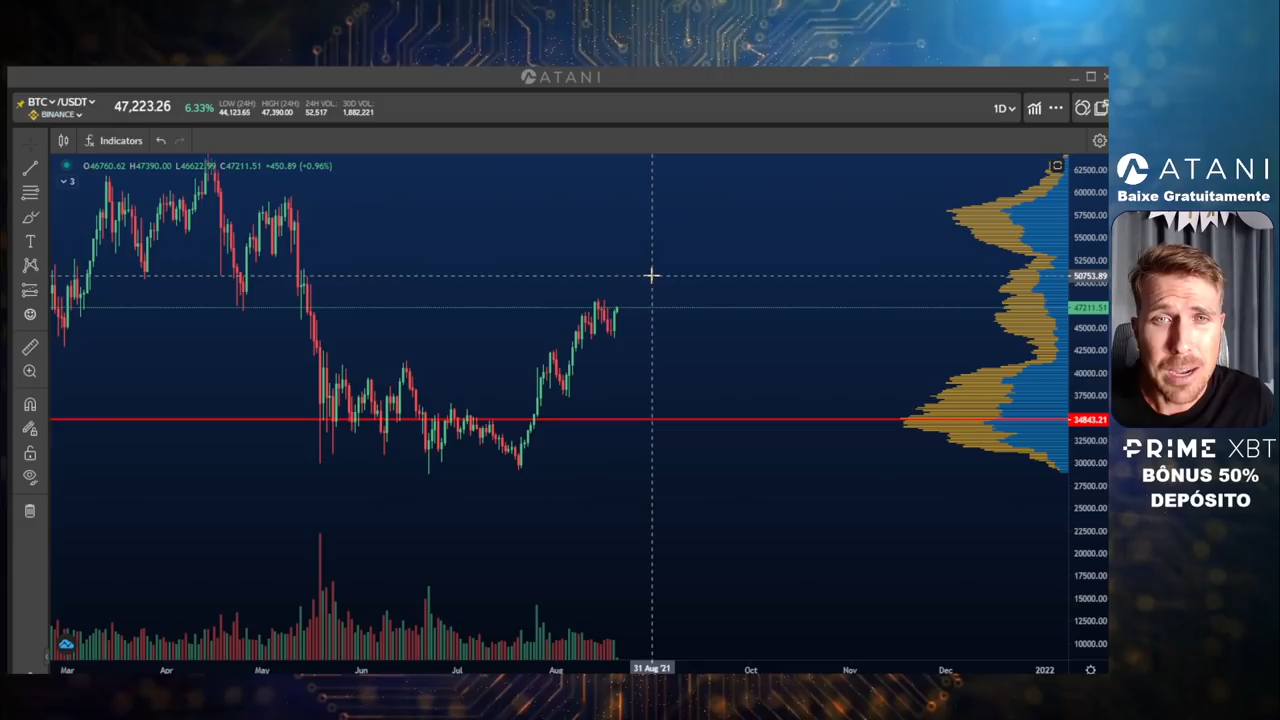 ATANI
BTC /USDT
BINANCE
47,223.26
6.33%
LOW (24H)
44,123.65
HIGH (24H)
47,390.00
24H VOL:
52,517
30D VOL:
1,882,221
1D
Indicators
O46760.62 H47390.00 L46622.99 C47211.51 +450.89 (+0.96%)
3
62500.00
60000.00
57500.00
55000.00
52500.00
50753.89
50000.00
47211.51
45000.00
42500.00
40000.00
37500.00
34843.21
32500.00
30000.00
27500.00
25000.00
22500.00
20000.00
17500.00
15000.00
12500.00
10000.00
Mar
Apr
May
Jun
Jul
Aug
31 Aug '21
Oct
Nov
Dec
2022
ATANI
Baixe Gratuitamente
PRIME XBT
BÔNUS 50%
DEPÓSITO